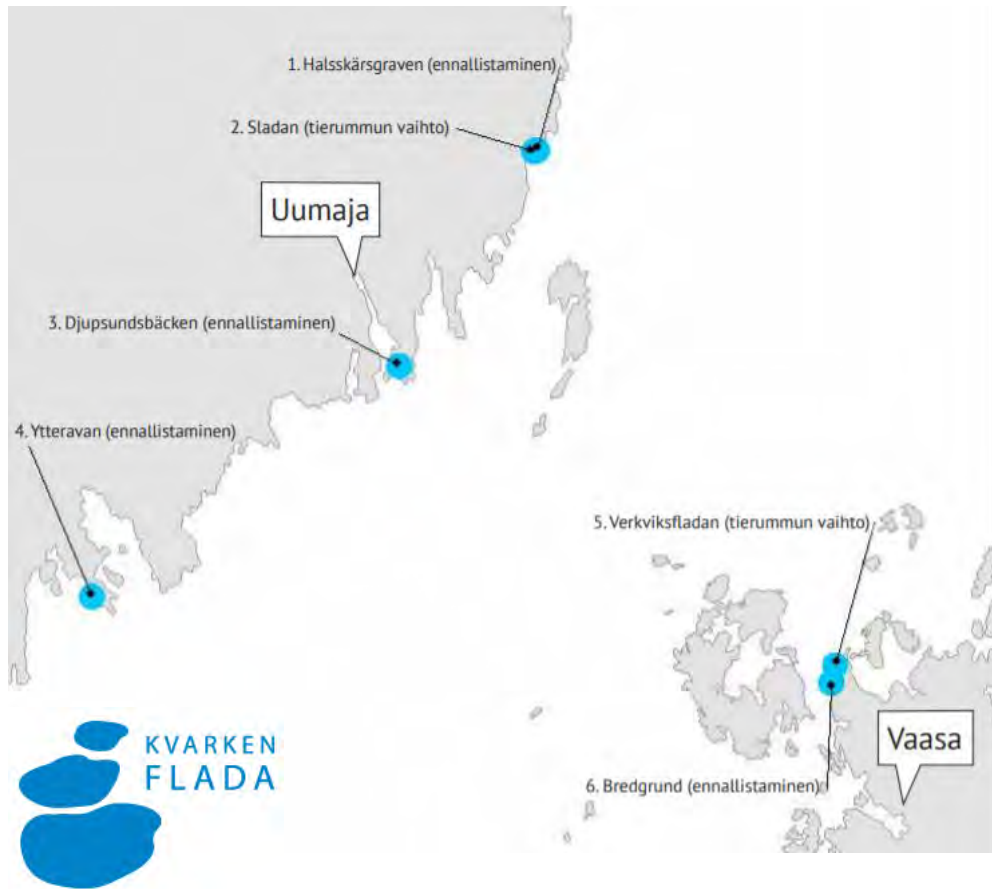 1. Halsskärsgraven (ennallistaminen)
2. Sladan (tierummun vaihto)
Uumaja
3. Djupsundsbäcken (ennallistaminen)
4. Ytteravan (ennallistaminen)
5. Verkviksfladan (tierummun vaihto)
KVARKEN
FLADA
Vaasa
6. Bredgrund (ennallistaminen)